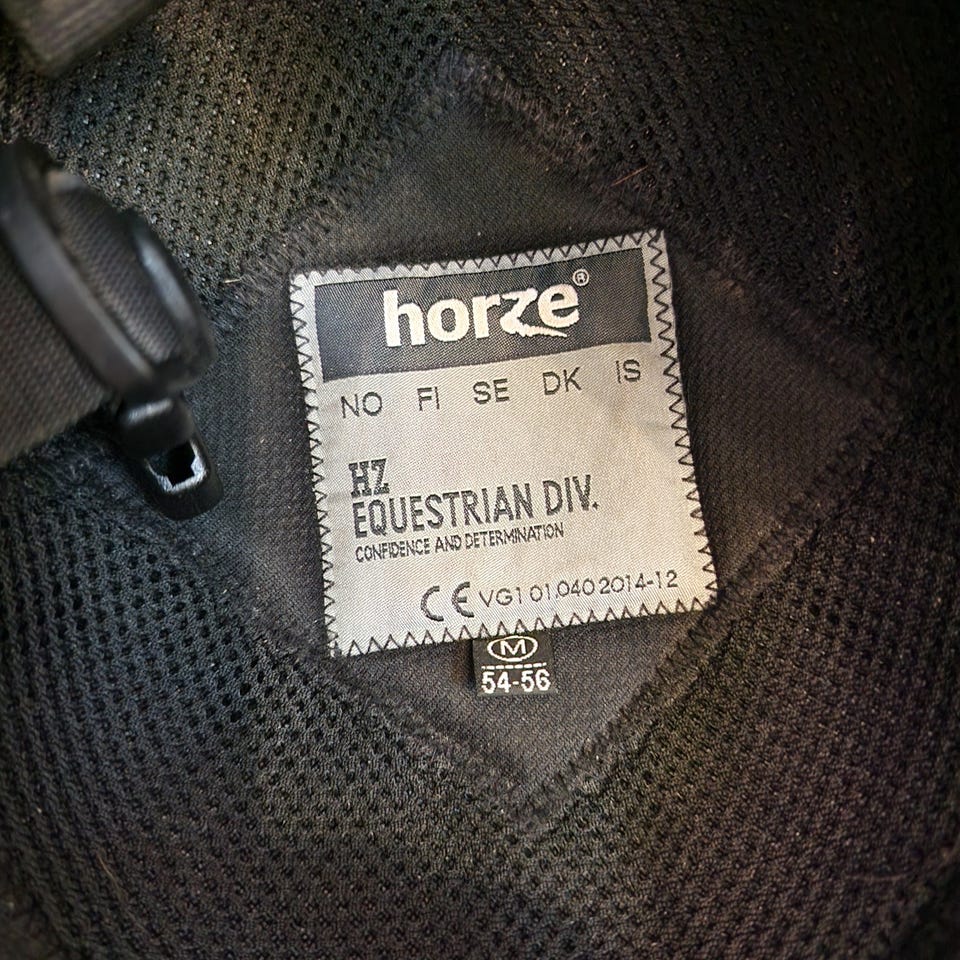 horze®
NO FI SE DK IS
HZ
EQUESTRIAN DIV.
CONFIDENCE AND DETERMINATION
CE VG1 01.040 2014-12
M
54-56